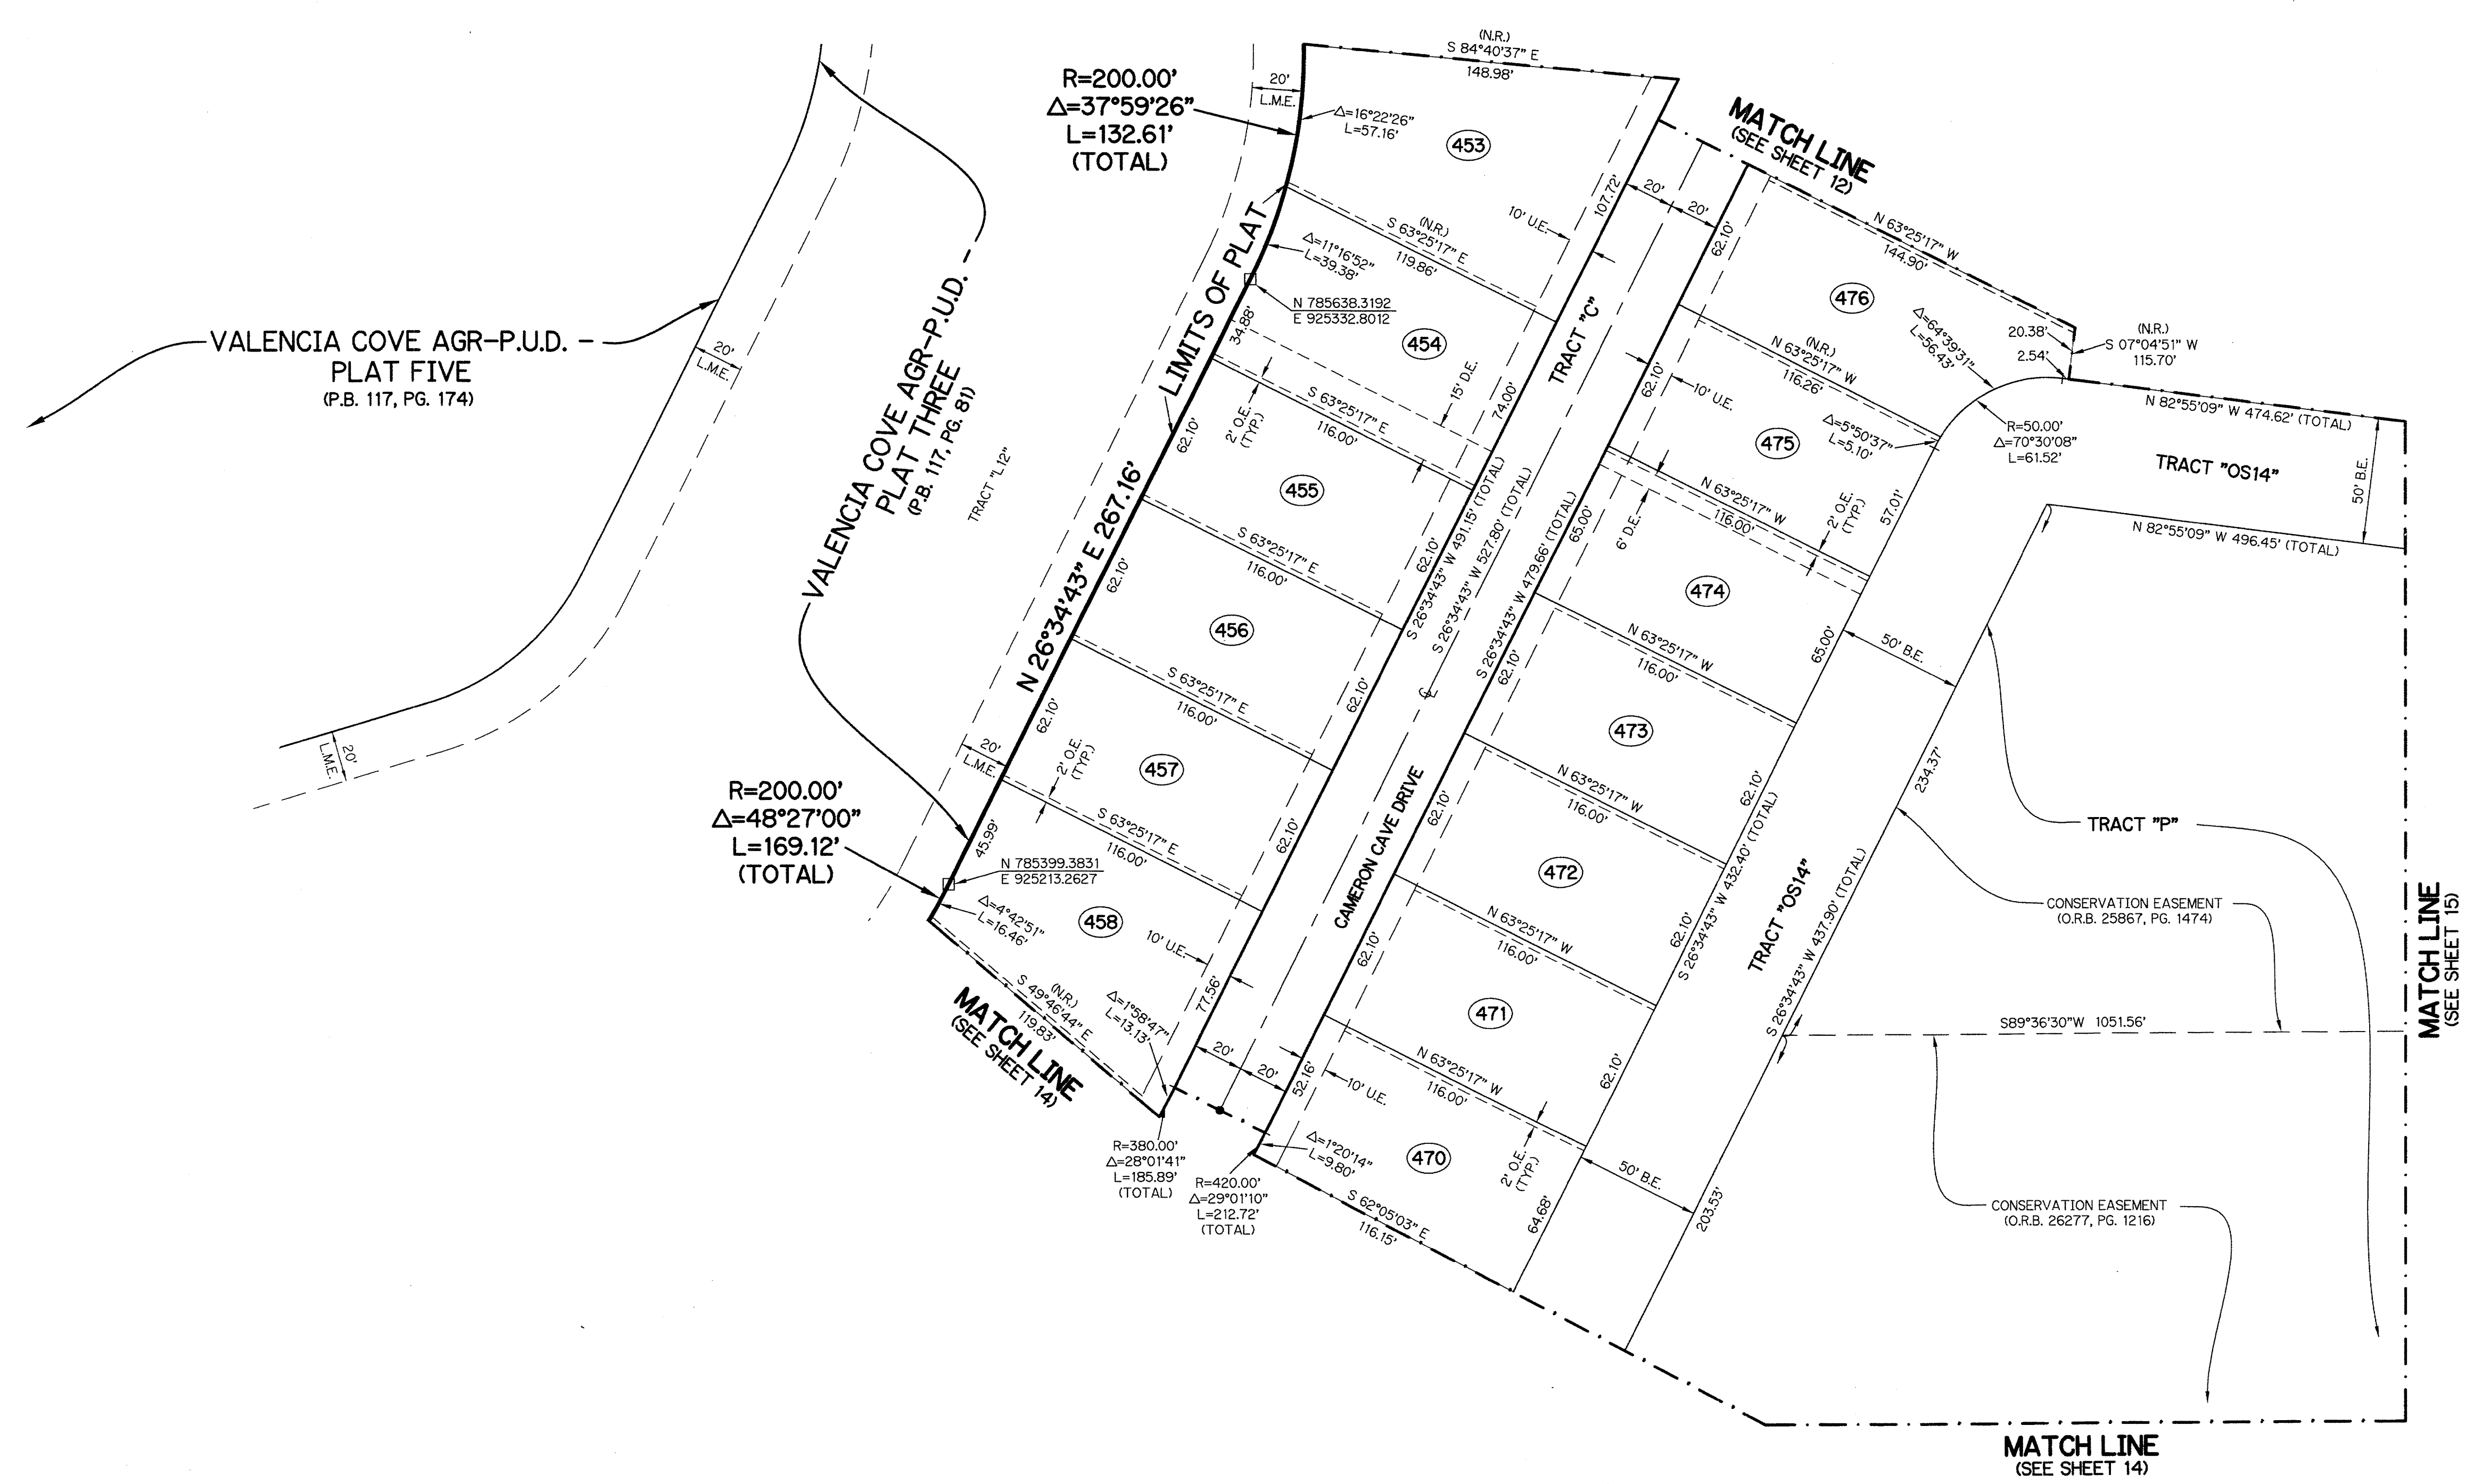 VALENCIA COVE AGR-P.U.D. -
PLAT FIVE
(P.B. 117, PG. 174)
20'
L.M.E.
20'
L.M.E.
VALENCIA COVE AGR-P.U.D. -
PLAT THREE
(P.B. 117, PG. 81)
TRACT "L12"
R=200.00'
△=37°59'26"
L=132.61'
(TOTAL)
20'
L.M.E.
(N.R.)
S 84°40'37" E
148.98'
△=16°22'26"
L=57.16'
453
107.72'
10' U.E.
LIMITS OF PLAT
(N.R.)
S 63°25'17" E
119.86'
△=11°16'52"
L=39.38'
N 785638.3192
E 925332.8012
34.88'
454
15' D.E.
74.00'
2' O.E.
(TYP.)
S 63°25'17" E
116.00'
62.10'
455
62.10'
N 26°34'43" E 267.16'
S 63°25'17" E
116.00'
62.10'
456
62.10'
S 63°25'17" E
116.00'
62.10'
457
62.10'
20'
L.M.E.
2' O.E.
(TYP.)
S 63°25'17" E
116.00'
R=200.00'
△=48°27'00"
L=169.12'
(TOTAL)
45.99'
N 785399.3831
E 925213.2627
△=4°42'51"
L=16.46'
458
10' U.E.
77.56'
(N.R.)
S 49°46'44" E
119.83'
△=1°58'47"
L=13.13'
MATCH LINE
(SEE SHEET 14)
R=380.00'
△=28°01'41"
L=185.89'
(TOTAL)
R=420.00'
△=29°01'10"
L=212.72'
(TOTAL)
MATCH LINE
(SEE SHEET 12)
20'
20'
TRACT "C"
S 26°34'43" W 491.15' (TOTAL)
S 26°34'43" W 527.80' (TOTAL)
S 26°34'43" W 479.66' (TOTAL)
CAMERON CAVE DRIVE
20'
20'
62.10'
N 63°25'17" W
144.90'
476
20.38'
2.54'
(N.R.)
S 07°04'51" W
115.70'
△=64°39'31"
L=56.43'
(N.R.)
N 63°25'17" W
116.26'
62.10'
10' U.E.
475
△=5°50'37"
L=5.10'
R=50.00'
△=70°30'08"
L=61.52'
N 82°55'09" W 474.62' (TOTAL)
TRACT "OS14"
50' B.E.
N 82°55'09" W 496.45' (TOTAL)
57.01'
N 63°25'17" W
116.00'
2' O.E.
(TYP.)
6' D.E.
65.00'
474
65.00'
50' B.E.
N 63°25'17" W
116.00'
62.10'
473
62.10'
N 63°25'17" W
116.00'
62.10'
472
62.10'
S 26°34'43" W 432.40' (TOTAL)
N 63°25'17" W
116.00'
62.10'
471
62.10'
N 63°25'17" W
116.00'
52.16'
10' U.E.
△=1°20'14"
L=9.80'
470
2' O.E.
(TYP.)
64.68'
50' B.E.
S 62°05'03" E
116.15'
TRACT "OS14"
234.37'
S 26°34'43" W 437.90' (TOTAL)
203.53'
TRACT "P"
CONSERVATION EASEMENT
(O.R.B. 25867, PG. 1474)
S89°36'30"W 1051.56'
CONSERVATION EASEMENT
(O.R.B. 26277, PG. 1216)
MATCH LINE
(SEE SHEET 15)
MATCH LINE
(SEE SHEET 14)